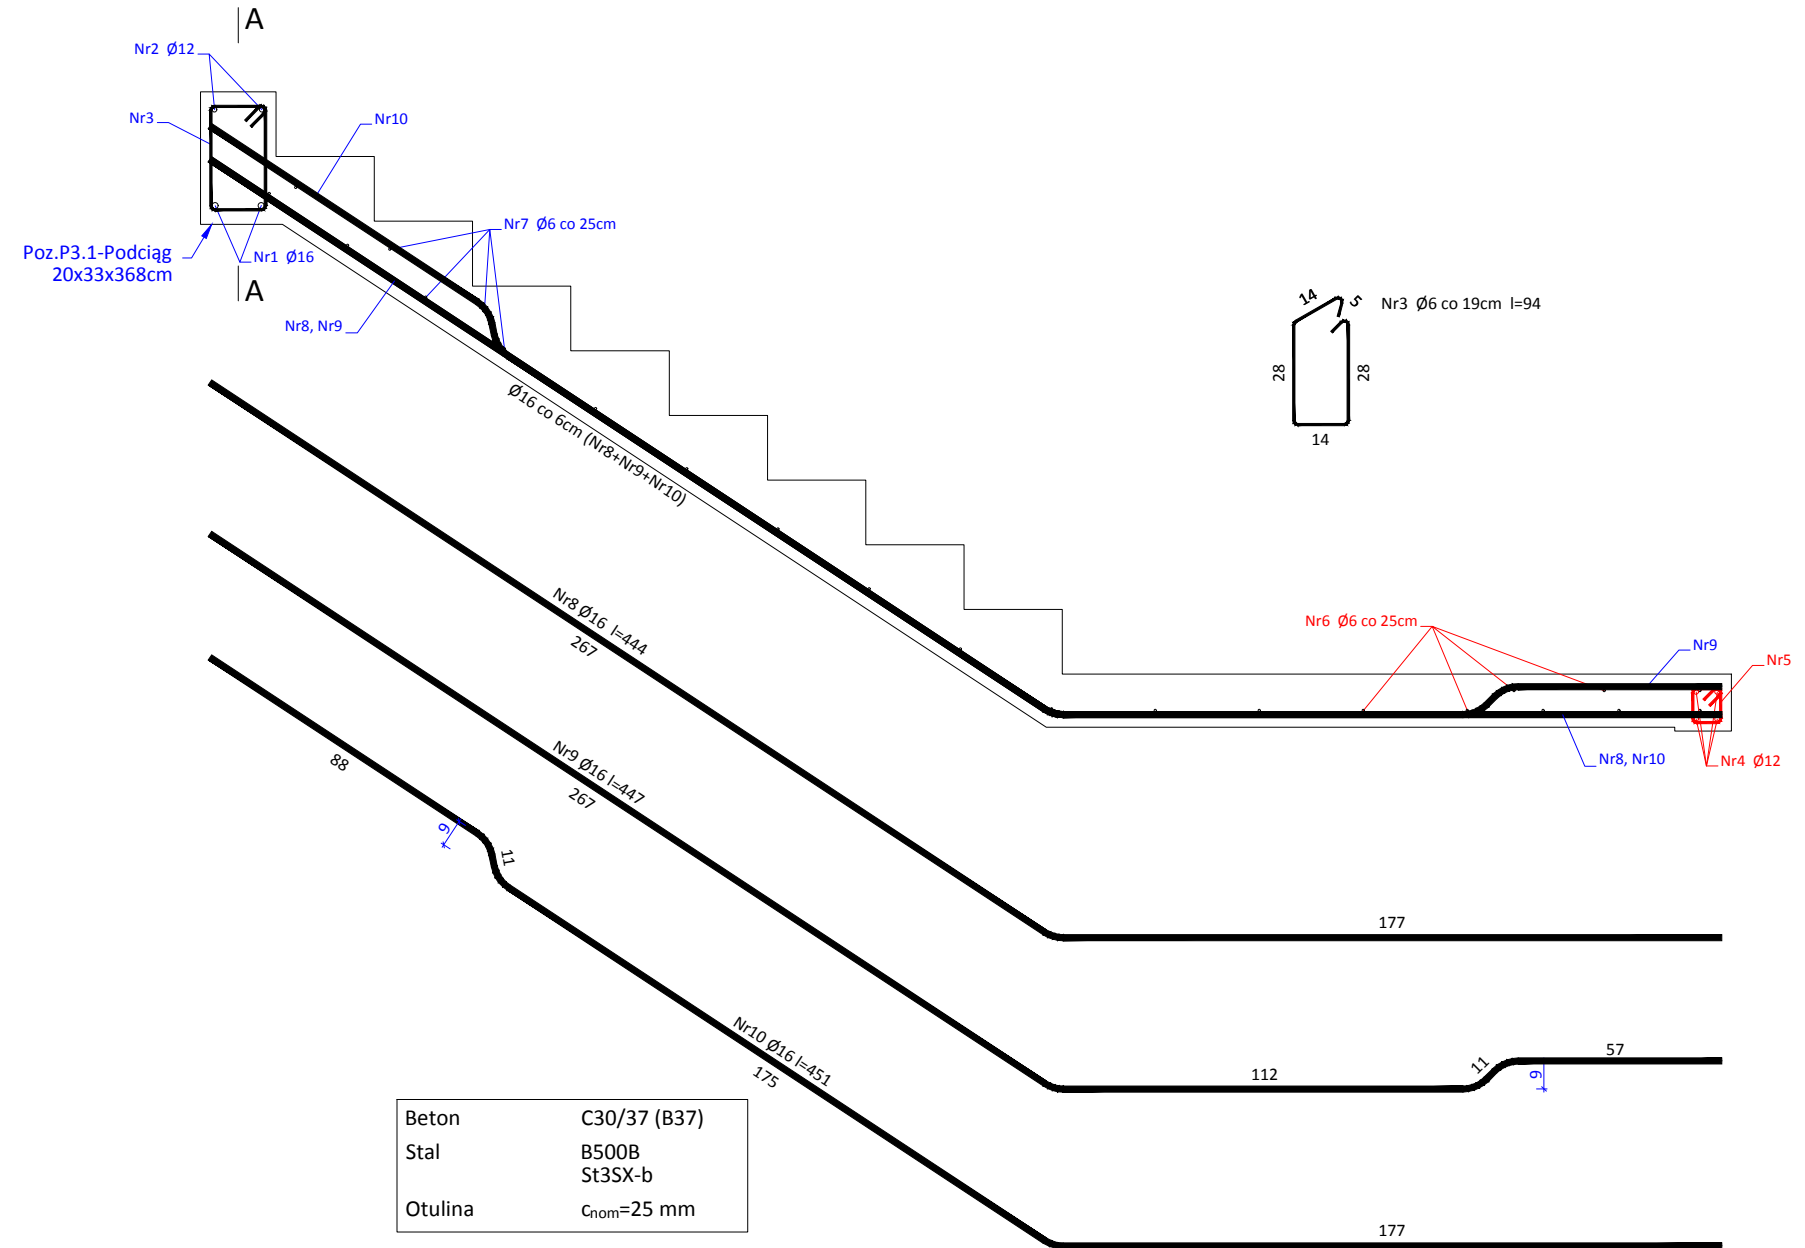 A
Nr2 Ø12
Nr3
Nr10
Nr7 Ø6 co 25cm
Poz.P3.1-Podciąg
20x33x368cm
Nr1 Ø16
A
Nr8, Nr9
14
5
Nr3 Ø6 co 19cm l=94
28
28
14
Ø16 co 6cm (Nr8+Nr9+Nr10)
Nr8 Ø16 l=444
267
Nr6 Ø6 co 25cm
Nr9
Nr5
Nr8, Nr10
Nr4 Ø12
Nr9 Ø16 l=447
267
88
9
11
177
Nr10 Ø16 l=451
175
112
11
57
9
177
Beton C30/37 (B37)
Stal B500B
St3SX-b
Otulina cnom=25 mm